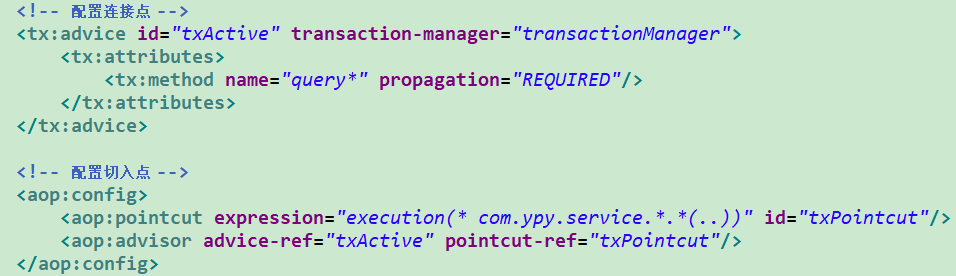 <!-- 配置连接点 -->
<tx:advice id="txActive" transaction-manager="transactionManager">
    <tx:attributes>
        <tx:method name="query*" propagation="REQUIRED"/>
    </tx:attributes>
</tx:advice>

<!-- 配置切入点 -->
<aop:config>
    <aop:pointcut expression="execution(* com.ypy.service.*.*(..))" id="txPointcut"/>
    <aop:advisor advice-ref="txActive" pointcut-ref="txPointcut"/>
</aop:config>